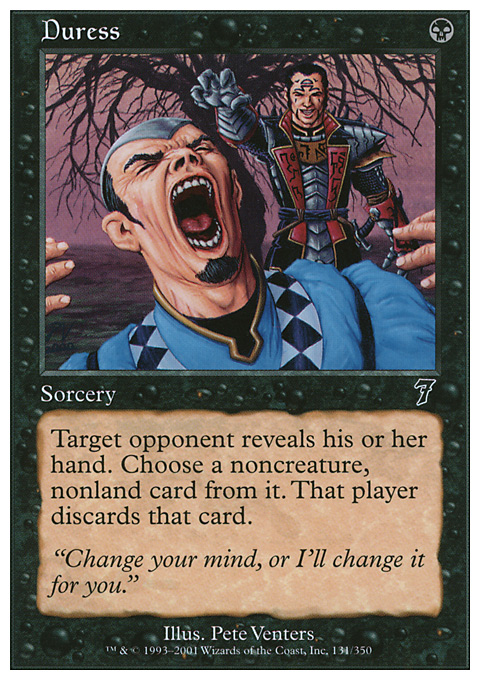 Duress
Sorcery
7
Target opponent reveals his or her
hand. Choose a noncreature,
nonland card from it. That player
discards that card.
“Change your mind, or I’ll change it
for you.”
Illus. Pete Venters
™ & © 1993–2001 Wizards of the Coast, Inc. 131/350